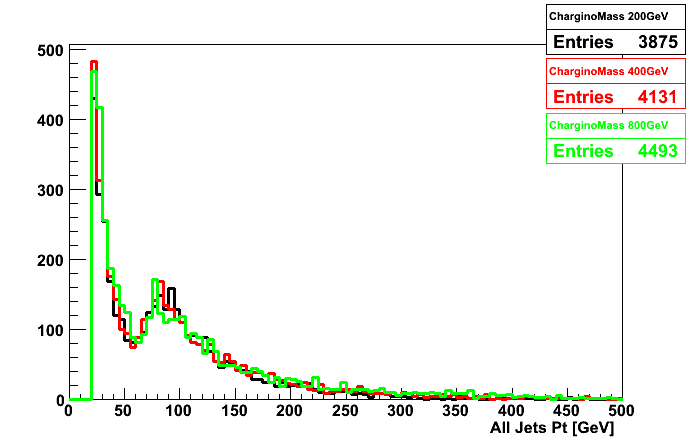 CharginoMass 200GeV
Entries 3875
CharginoMass 400GeV
Entries 4131
CharginoMass 800GeV
Entries 4493
500
400
300
200
100
0
0 50 100 150 200 250 300 350 400 450 500
All Jets Pt [GeV]